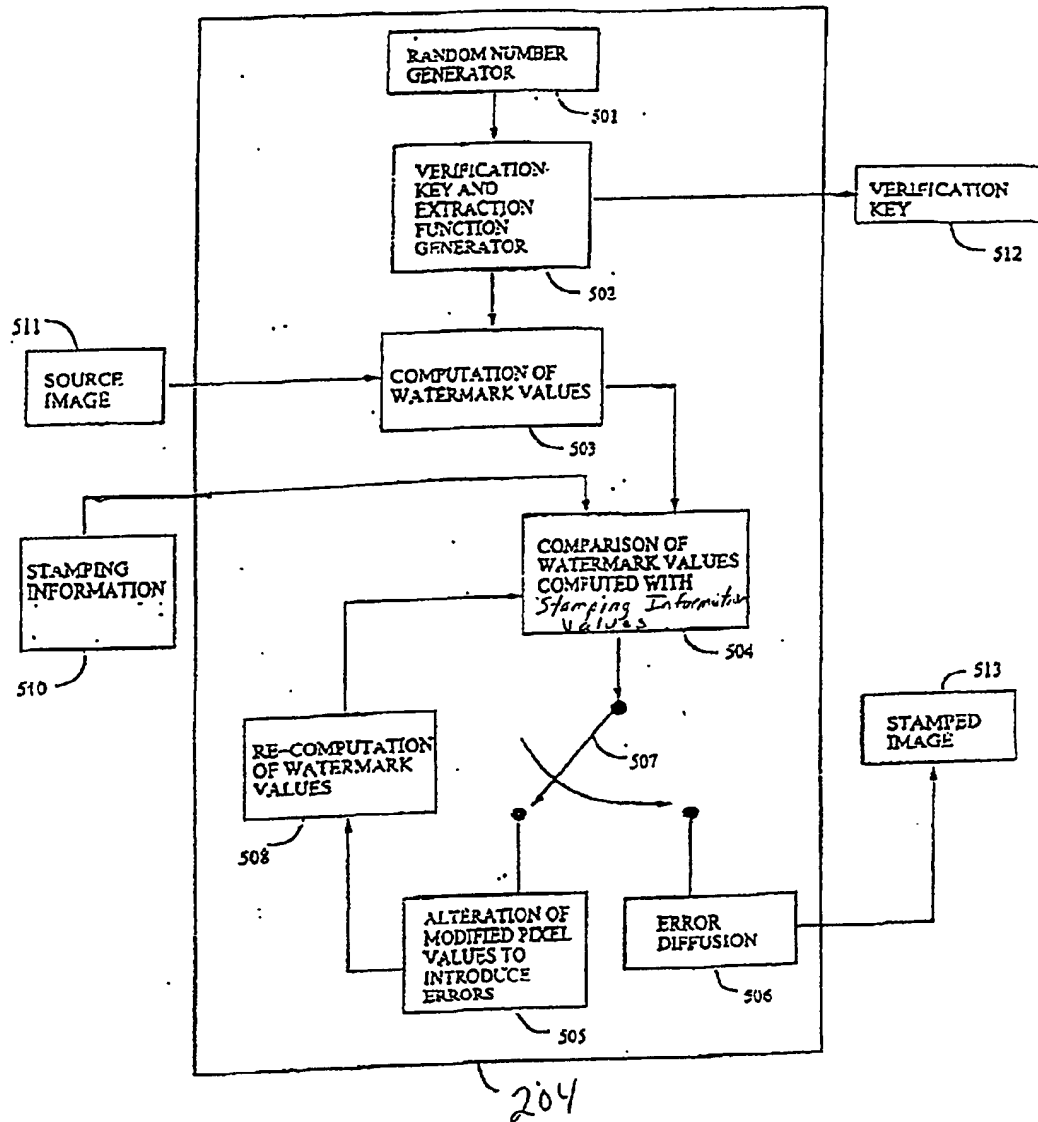 RANDOM NUMBER
GENERATOR
501
VERIFICATION-
KEY AND
EXTRACTION
FUNCTION
GENERATOR
502
VERIFICATION
KEY
512
511
SOURCE
IMAGE
COMPUTATION OF
WATERMARK VALUES
503
STAMPING
INFORMATION
510
COMPARISON OF
WATERMARK VALUES
COMPUTED WITH
Stamping Information
Values
504
513
STAMPED
IMAGE
507
RE-COMPUTATION
OF WATERMARK
VALUES
508
ALTERATION OF
MODIFIED PIXEL
VALUES TO
INTRODUCE
ERRORS
505
ERROR
DIFFUSION
506
204